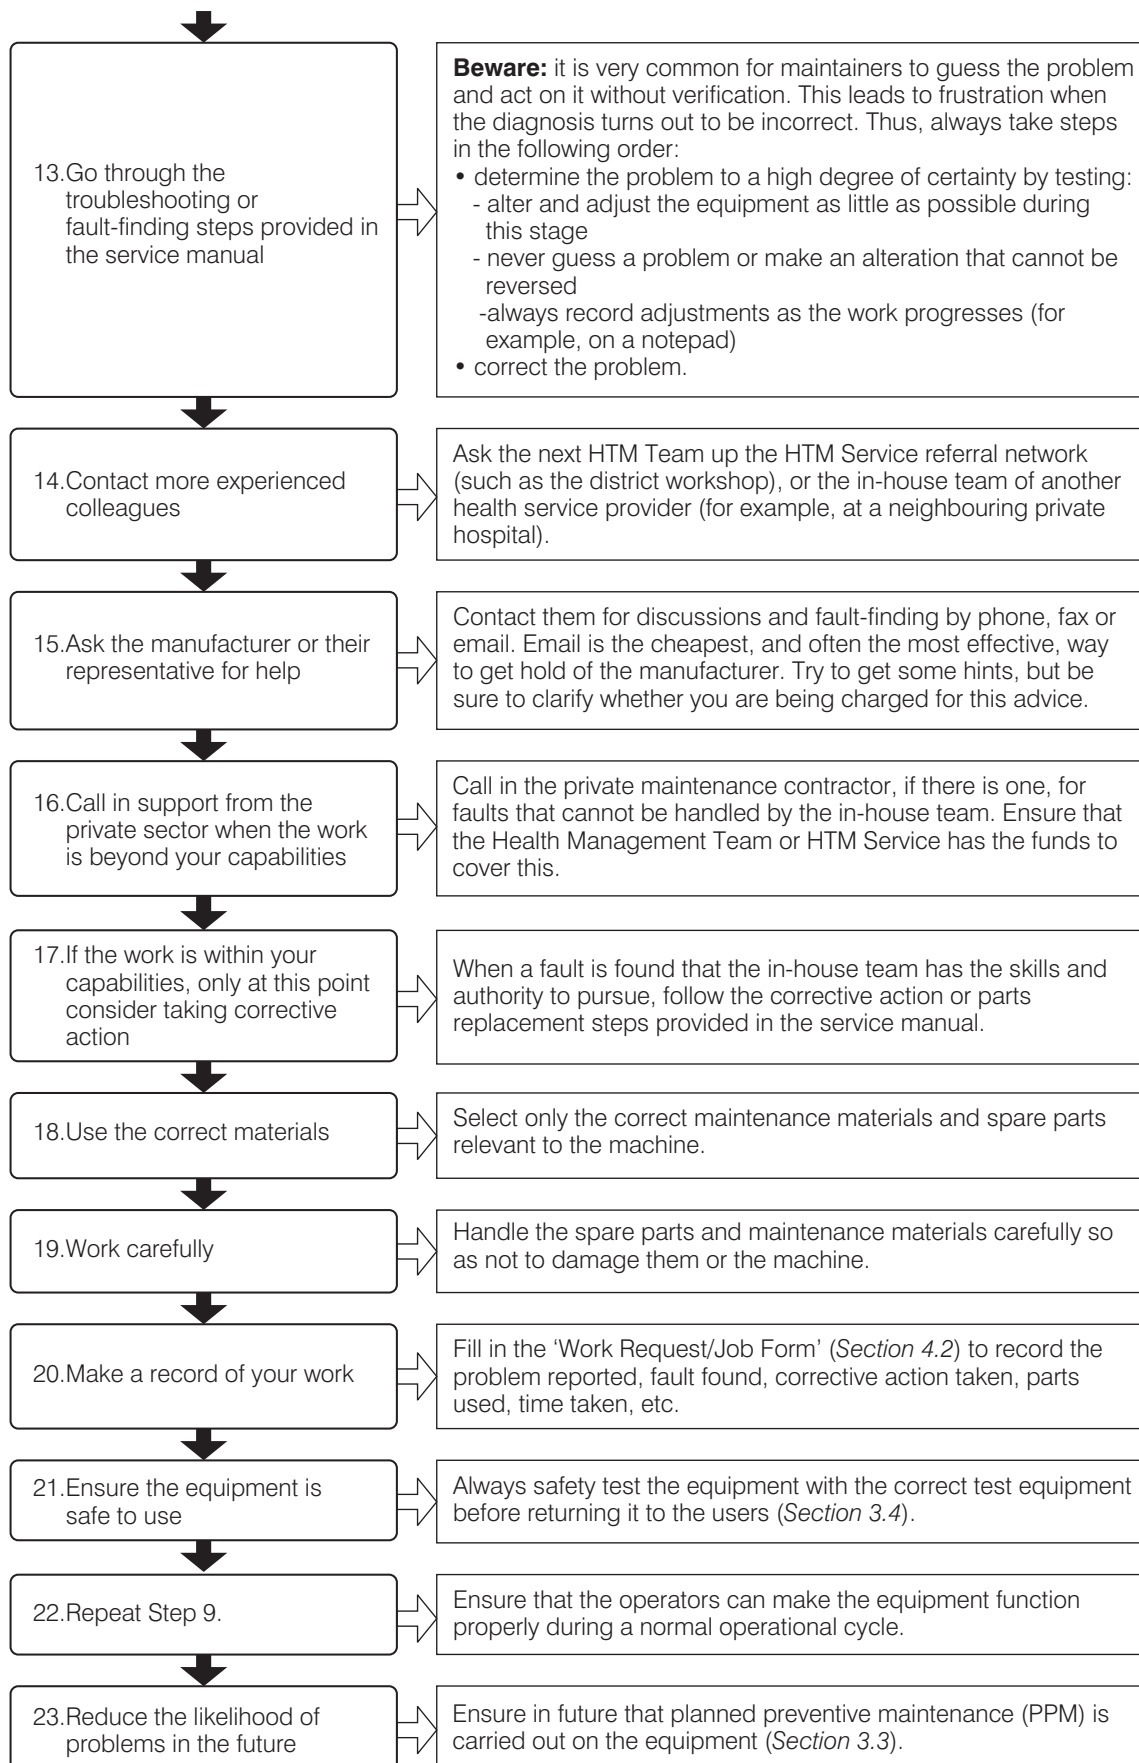 13.Go through the
troubleshooting or
fault-finding steps provided in
the service manual
Beware: it is very common for maintainers to guess the problem
and act on it without verification. This leads to frustration when
the diagnosis turns out to be incorrect. Thus, always take steps
in the following order:
• determine the problem to a high degree of certainty by testing:
- alter and adjust the equipment as little as possible during
this stage
- never guess a problem or make an alteration that cannot be
reversed
-always record adjustments as the work progresses (for
example, on a notepad)
• correct the problem.
14.Contact more experienced
colleagues
Ask the next HTM Team up the HTM Service referral network
(such as the district workshop), or the in-house team of another
health service provider (for example, at a neighbouring private
hospital).
15.Ask the manufacturer or their
representative for help
Contact them for discussions and fault-finding by phone, fax or
email. Email is the cheapest, and often the most effective, way
to get hold of the manufacturer. Try to get some hints, but be
sure to clarify whether you are being charged for this advice.
16.Call in support from the
private sector when the work
is beyond your capabilities
Call in the private maintenance contractor, if there is one, for
faults that cannot be handled by the in-house team. Ensure that
the Health Management Team or HTM Service has the funds to
cover this.
17.If the work is within your
capabilities, only at this point
consider taking corrective
action
When a fault is found that the in-house team has the skills and
authority to pursue, follow the corrective action or parts
replacement steps provided in the service manual.
18.Use the correct materials
Select only the correct maintenance materials and spare parts
relevant to the machine.
19.Work carefully
Handle the spare parts and maintenance materials carefully so
as not to damage them or the machine.
20.Make a record of your work
Fill in the ‘Work Request/Job Form’ (Section 4.2) to record the
problem reported, fault found, corrective action taken, parts
used, time taken, etc.
21.Ensure the equipment is
safe to use
Always safety test the equipment with the correct test equipment
before returning it to the users (Section 3.4).
22.Repeat Step 9.
Ensure that the operators can make the equipment function
properly during a normal operational cycle.
23.Reduce the likelihood of
problems in the future
Ensure in future that planned preventive maintenance (PPM) is
carried out on the equipment (Section 3.3).